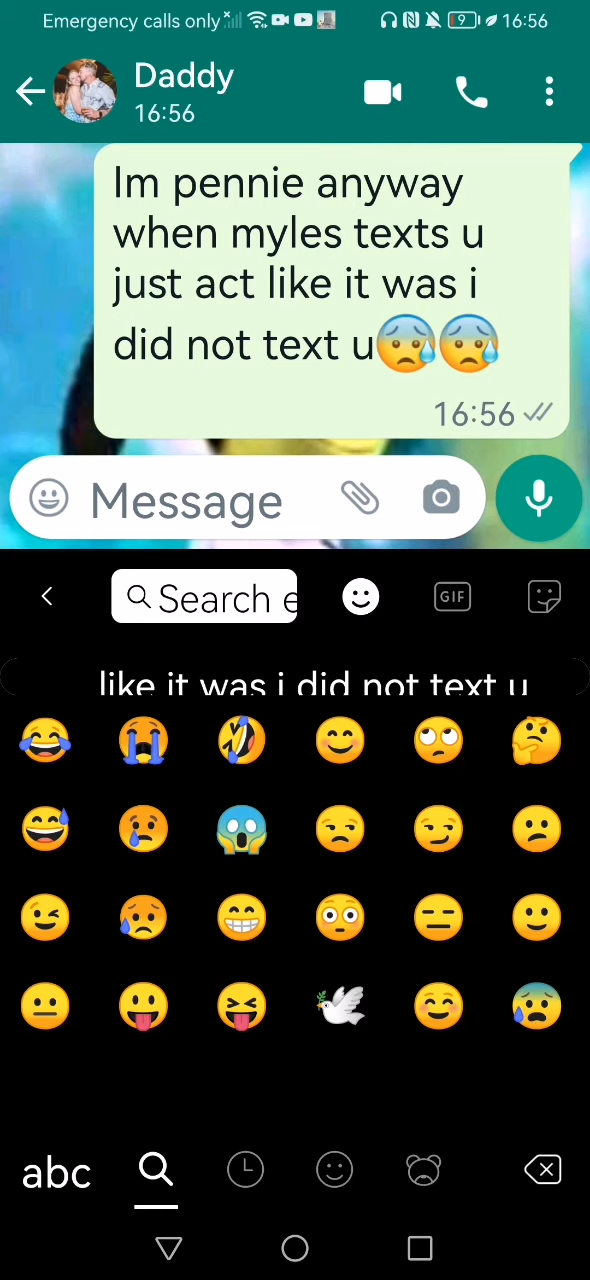 Emergency calls only 9 16:56
Daddy
16:56
Im pennie anyway
when myles texts u
just act like it was i
did not text u😰😰
16:56
Message
Search e
GIF
like it was i did not text u
abc